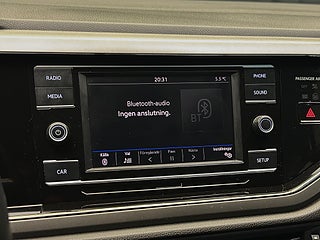 RADIO
MEDIA
CAR
20:31
5.5°C
Bluetooth-audio
Ingen anslutning.
BT
Källa
Val
Föregående
Paus
Nästa
Inställningar
PHONE
SOUND
SETUP
PASSENGER AIR